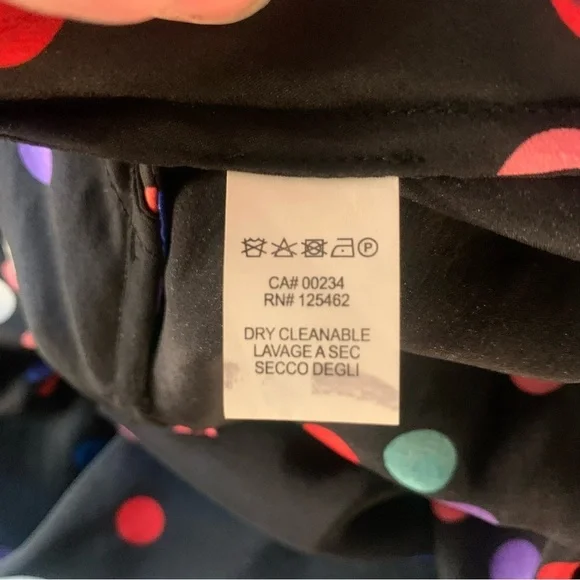 P
CA# 00234
RN# 125462
DRY CLEANABLE
LAVAGE A SEC
SECCO DEGLI